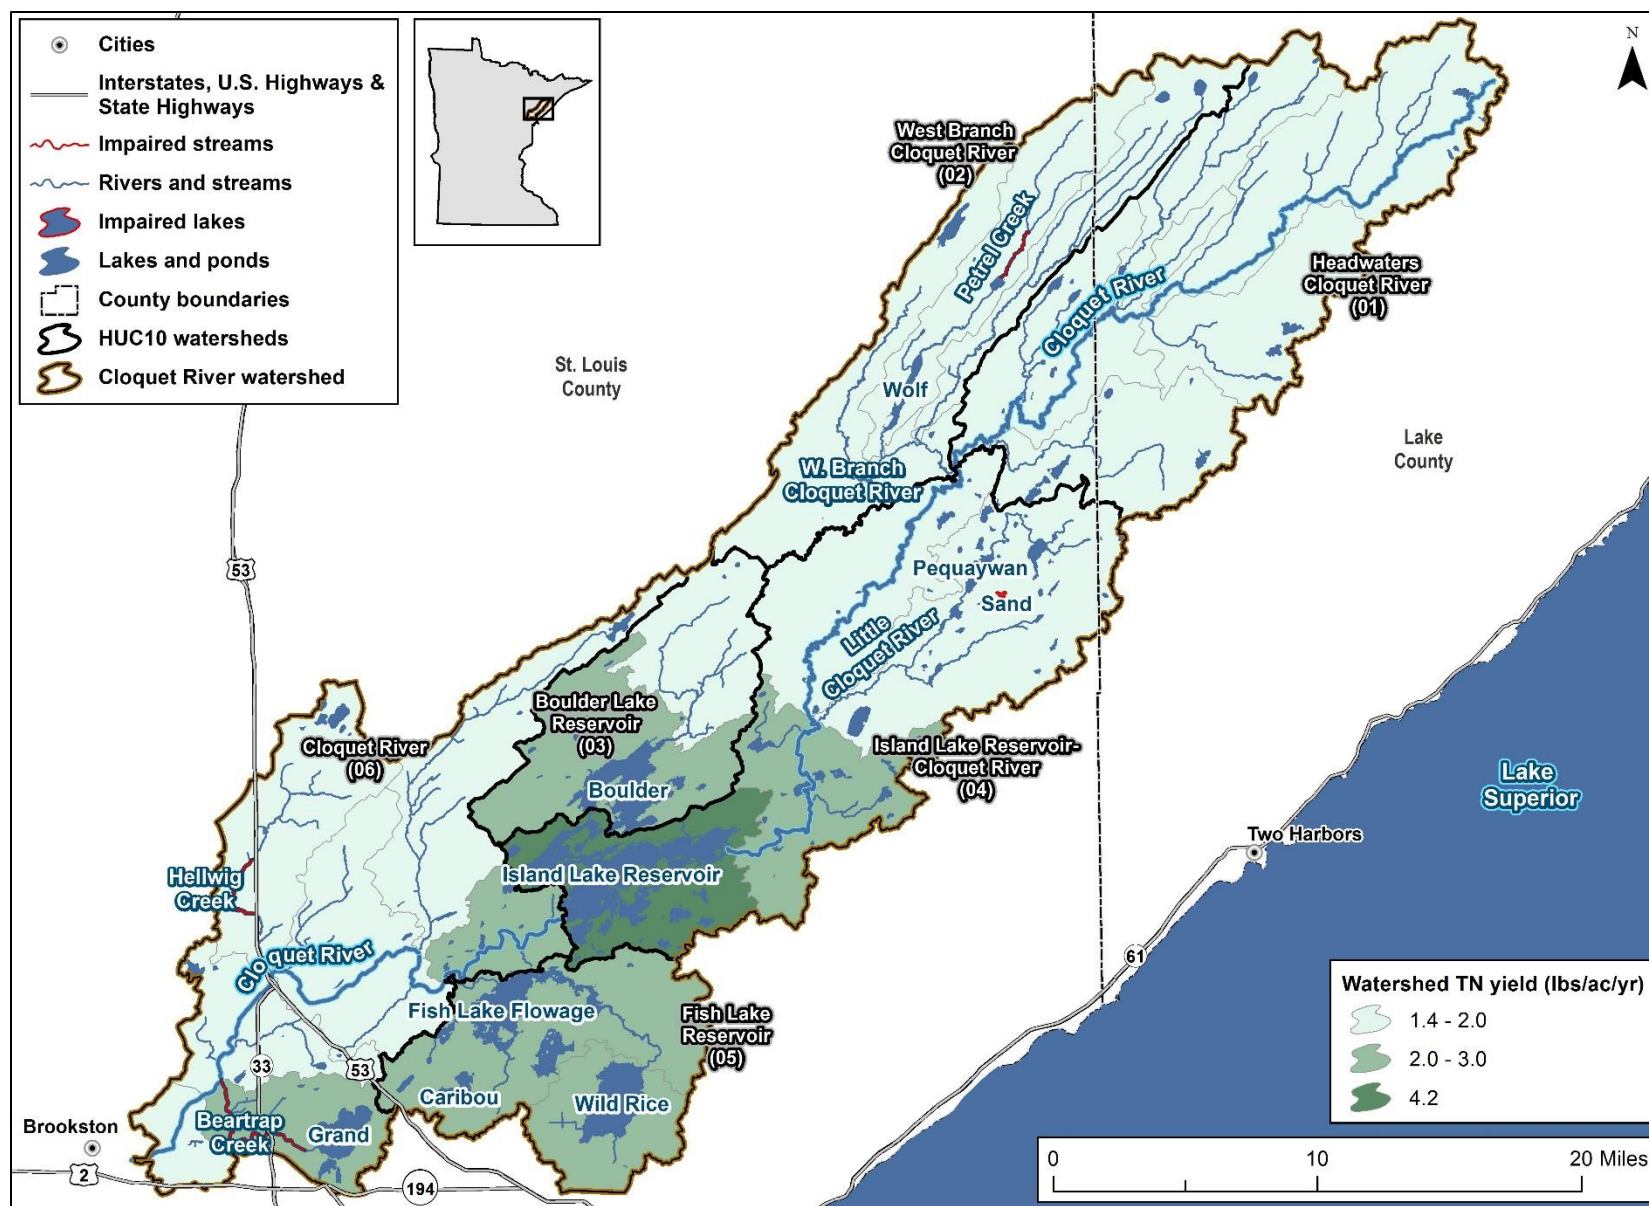 Cities
Interstates, U.S. Highways &
State Highways
Impaired streams
Rivers and streams
Impaired lakes
Lakes and ponds
County boundaries
HUC10 watersheds
Cloquet River watershed
N
West Branch
Cloquet River
(02)
Petrel Creek
Headwaters
Cloquet River
(01)
Cloquet River
St. Louis
County
Wolf
Lake
County
W. Branch
Cloquet River
53
Pequaywan
Sand
Little
Cloquet River
Boulder Lake
Reservoir
(03)
Cloquet River
(06)
Island Lake Reservoir-
Cloquet River
(04)
Boulder
Lake
Superior
Two Harbors
Hellwig
Creek
Island Lake Reservoir
Cloquet River
61
Fish Lake Flowage
Fish Lake
Reservoir
(05)
33
53
Caribou
Wild Rice
Brookston
Beartrap
Creek
Grand
2
194
Watershed TN yield (lbs/ac/yr)
1.4 - 2.0
2.0 - 3.0
4.2
0
10
20 Miles